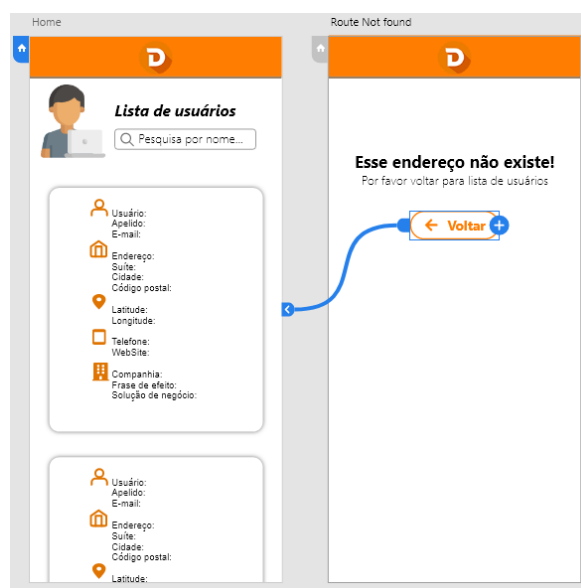 Home
D
Lista de usuários
Pesquisa por nome...
Usuário:
Apelido:
E-mail:
Endereço:
Suíte:
Cidade:
Código postal:
Latitude:
Longitude:
Telefone:
WebSite:
Companhia:
Frase de efeito:
Solução de negócio:
Usuário:
Apelido:
E-mail:
Endereço:
Suíte:
Cidade:
Código postal:
Latitude:
Route Not found
D
Esse endereço não existe!
Por favor voltar para lista de usuários
Voltar